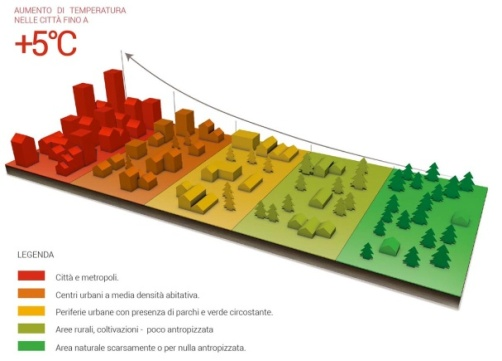 AUMENTO DI TEMPERATURA
NELLE CITTÀ FINO A
+5°C
LEGENDA
Città e metropoli.
Centri urbani a media densità abitativa.
Periferie urbane con presenza di parchi e verde circostante.
Aree rurali, coltivazioni - poco antropizzata
Area naturale scarsamente o per nulla antropizzata.